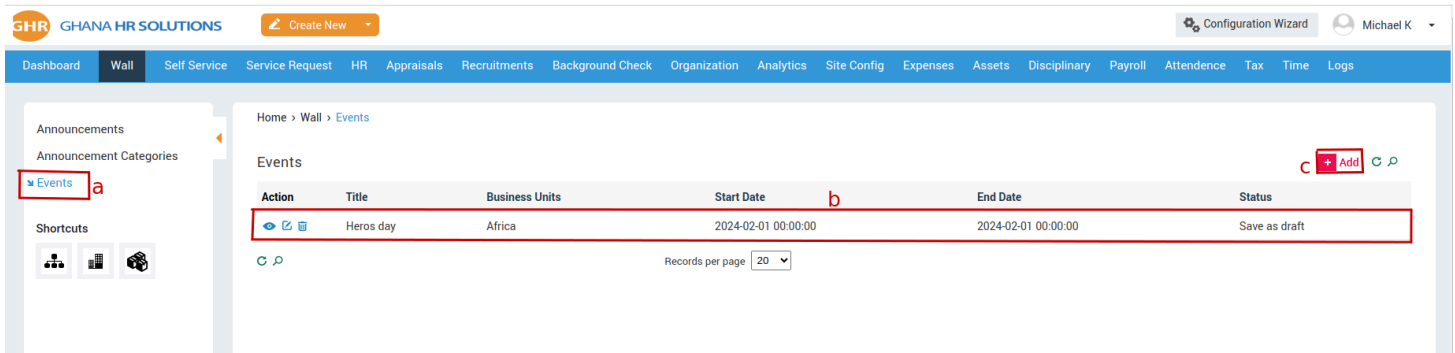 GHR GHANA HR SOLUTIONS Create New Configuration Wizard Michael K
Dashboard Wall Self Service Service Request HR Appraisals Recruitments Background Check Organization Analytics Site Config Expenses Assets Disciplinary Payroll Attendence Tax Time Logs
Home › Wall › Events
Announcements
Announcement Categories
Events a
Shortcuts
Events c + Add
Action Title Business Units Start Date b End Date Status
Heros day Africa 2024-02-01 00:00:00 2024-02-01 00:00:00 Save as draft
Records per page 20